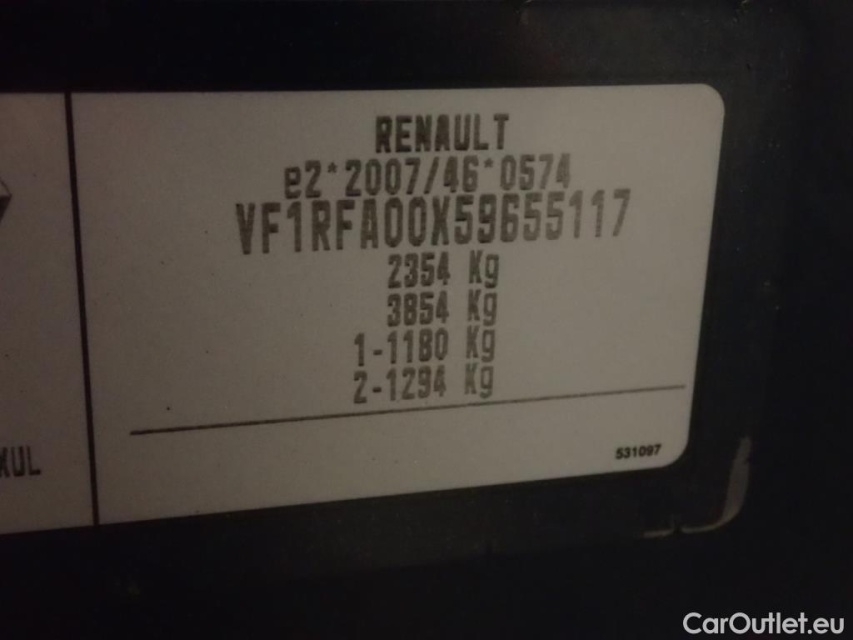 RENAULT
e2*2007/46*0574
VF1RFA00X59655117
2354 Kg
3854 Kg
1-1180 Kg
2-1294 Kg
531097
CarOutlet.eu